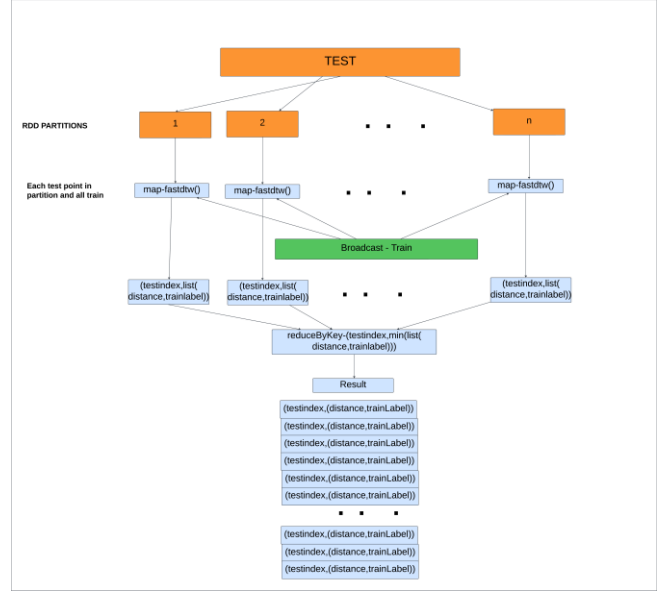 TEST
RDD PARTITIONS
1
2
n
Each test point in
partition and all train
map-fastdtw()
map-fastdtw()
map-fastdtw()
Broadcast - Train
(testindex,list(
distance,trainlabel))
(testindex,list(
distance,trainlabel))
(testindex,list(
distance,trainlabel))
reduceByKey-(testindex,min(list(
distance,trainlabel)))
Result
(testindex,(distance,trainLabel))
(testindex,(distance,trainLabel))
(testindex,(distance,trainLabel))
(testindex,(distance,trainLabel))
(testindex,(distance,trainLabel))
(testindex,(distance,trainLabel))
(testindex,(distance,trainLabel))
(testindex,(distance,trainLabel))
(testindex,(distance,trainLabel))